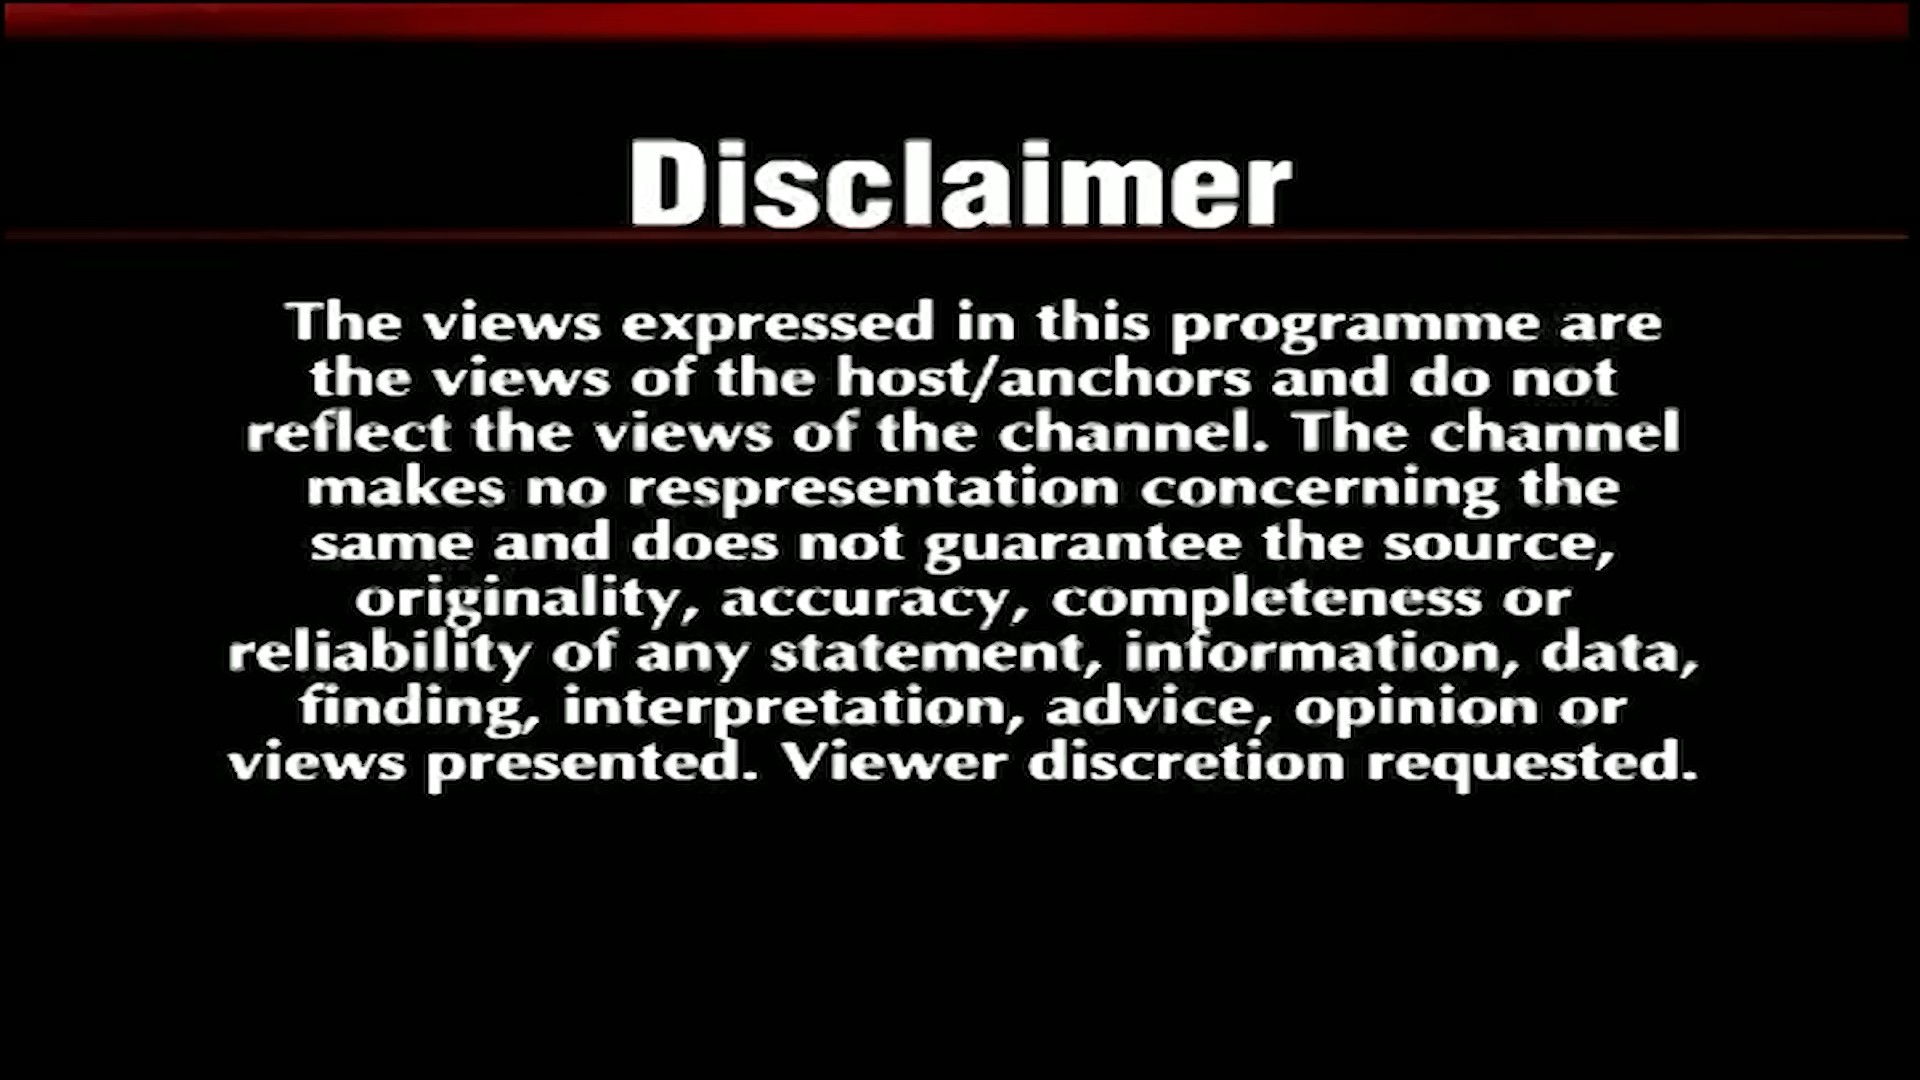 Disclaimer
The views expressed in this programme are
the views of the host/anchors and do not
reflect the views of the channel. The channel
makes no respresentation concerning the
same and does not guarantee the source,
originality, accuracy, completeness or
reliability of any statement, information, data,
finding, interpretation, advice, opinion or
views presented. Viewer discretion requested.